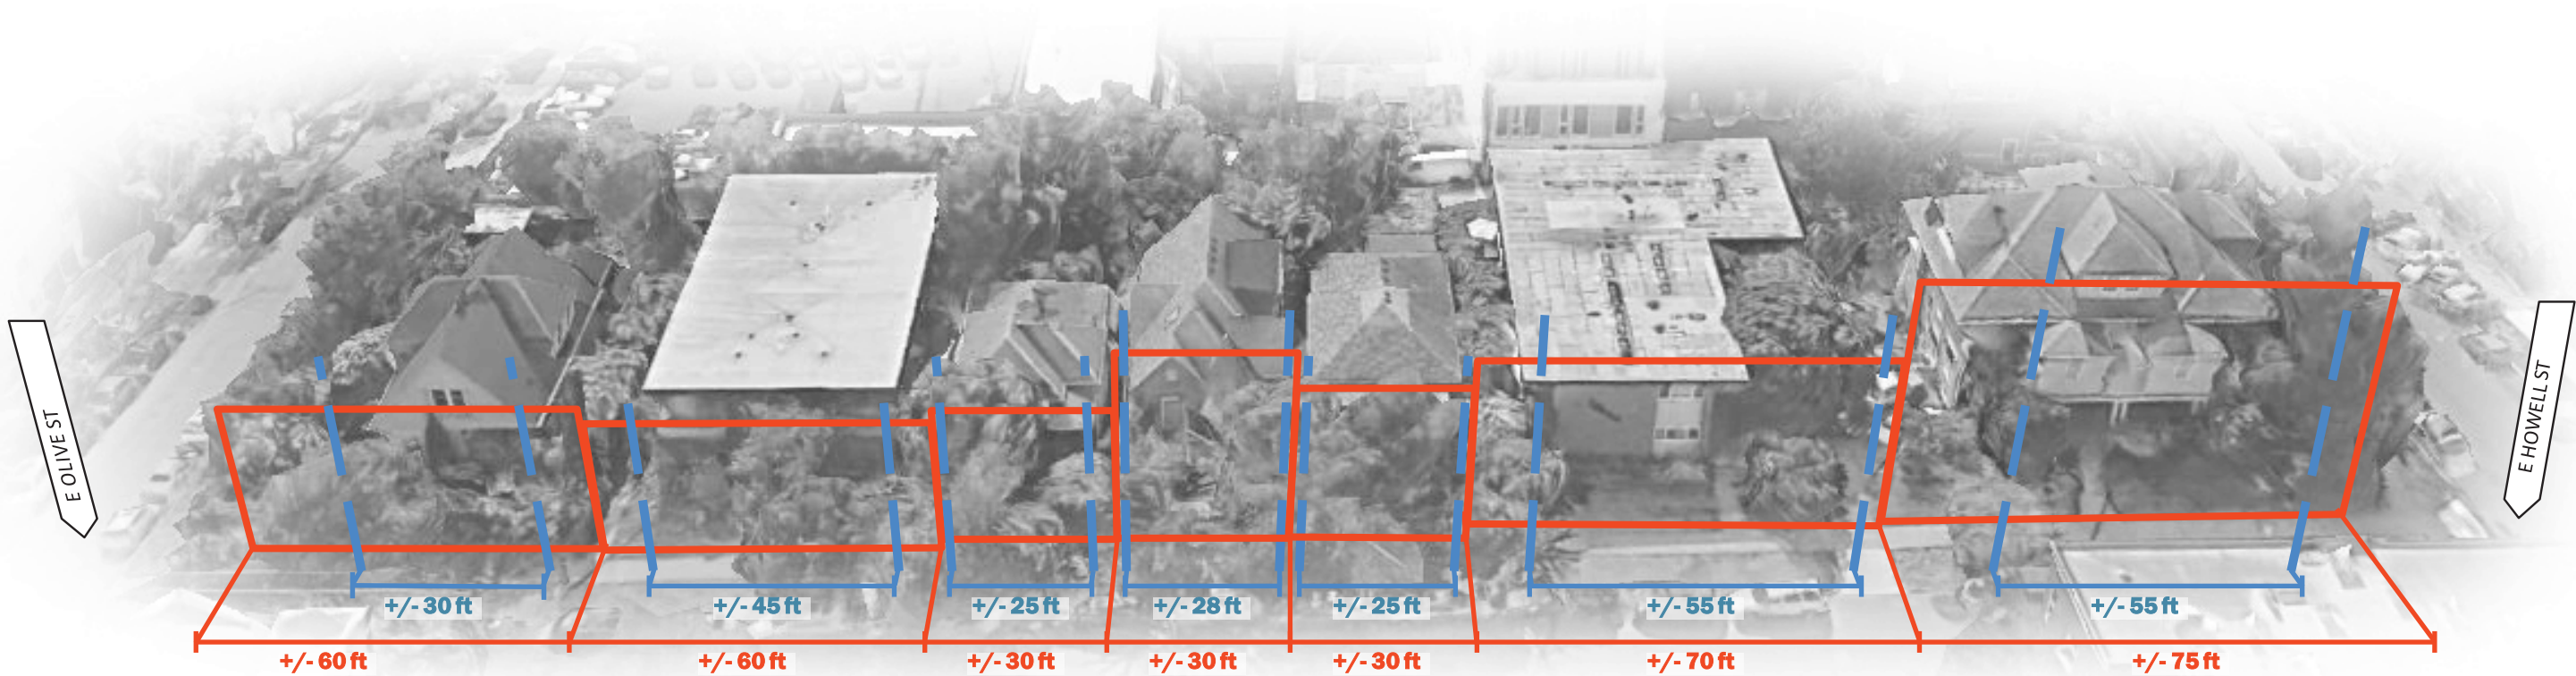 E OLIVE ST
E HOWELL ST
+/- 30 ft
+/- 45 ft
+/- 25 ft
+/- 28 ft
+/- 25 ft
+/- 55 ft
+/- 55 ft
+/- 60 ft
+/- 60 ft
+/- 30 ft
+/- 30 ft
+/- 30 ft
+/- 70 ft
+/- 75 ft